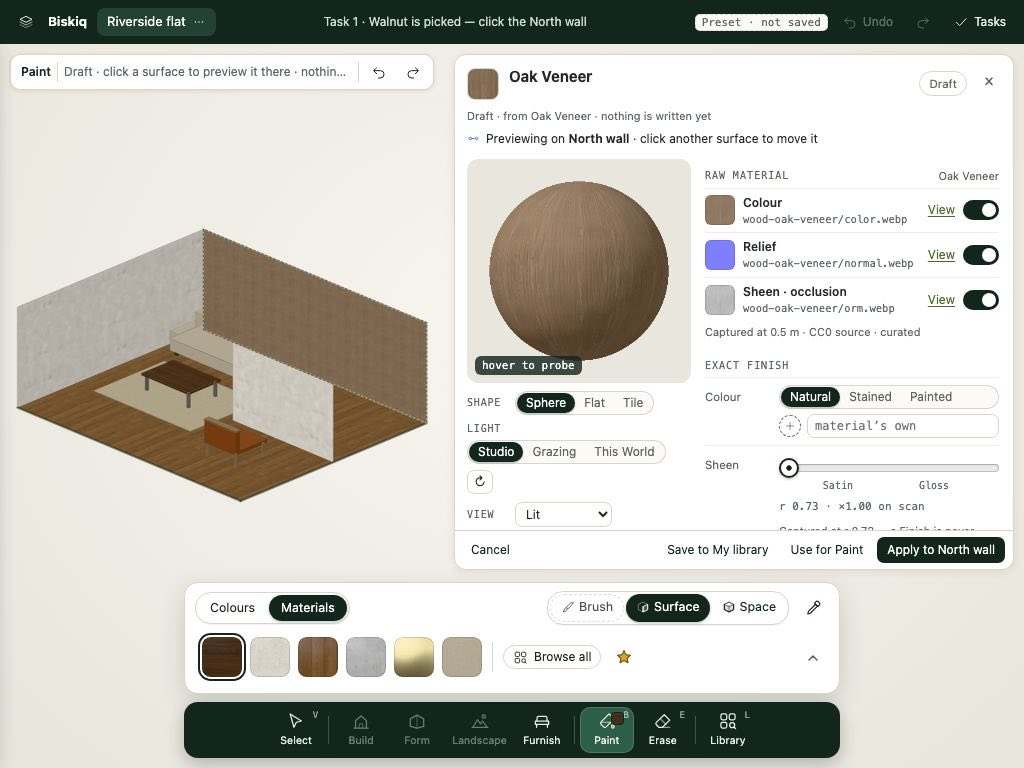 Biskiq
Riverside flat ···
Task 1 · Walnut is picked — click the North wall
Preset · not saved
Undo
Tasks
Paint
Draft · click a surface to preview it there · nothin...
Oak Veneer
Draft
Draft · from Oak Veneer · nothing is written yet
Previewing on North wall · click another surface to move it
hover to probe
SHAPE
Sphere
Flat
Tile
LIGHT
Studio
Grazing
This World
VIEW
Lit
RAW MATERIAL
Oak Veneer
Colour
wood-oak-veneer/color.webp
View
Relief
wood-oak-veneer/normal.webp
View
Sheen · occlusion
wood-oak-veneer/orm.webp
View
Captured at 0.5 m · CC0 source · curated
EXACT FINISH
Colour
Natural
Stained
Painted
material's own
Sheen
Satin
Gloss
r 0.73 · ×1.00 on scan
Cancel
Save to My library
Use for Paint
Apply to North wall
Colours
Materials
Brush
Surface
Space
Browse all
Select
V
Build
Form
Landscape
Furnish
Paint
B
Erase
E
Library
L